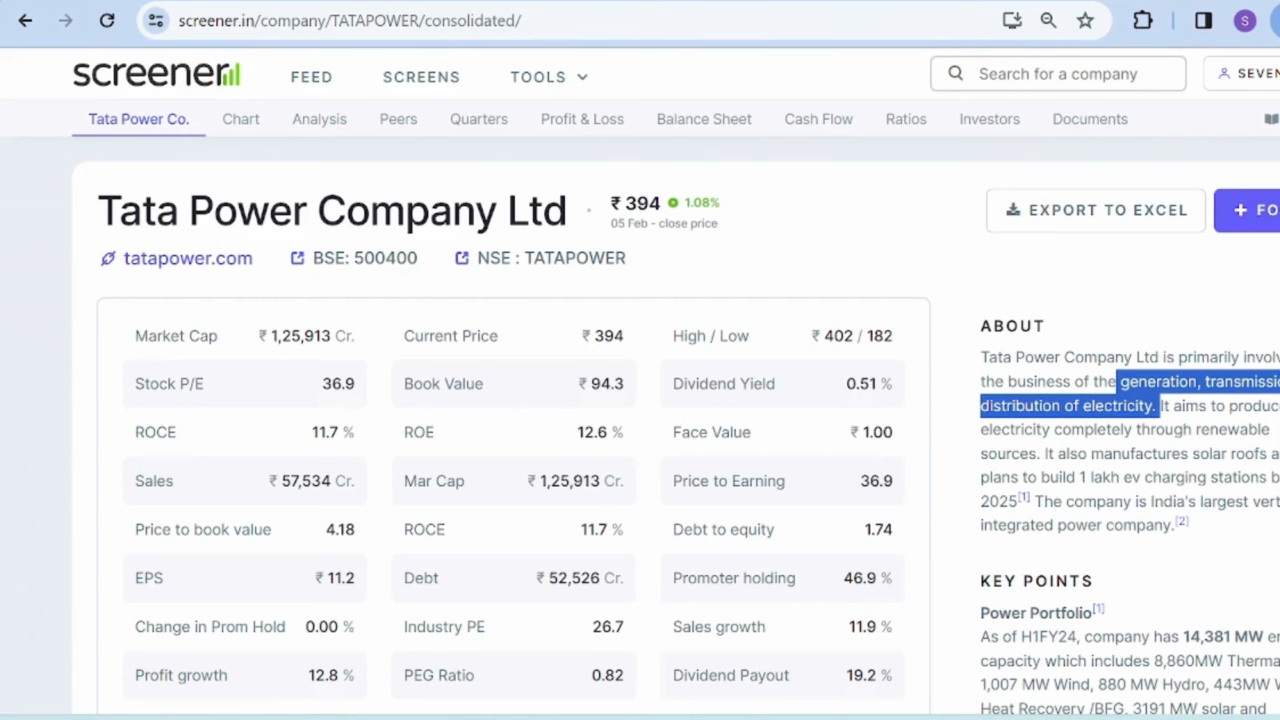 screener.in/company/TATAPOWER/consolidated/
S
screener
FEED SCREENS TOOLS
Search for a company
SEVEN
Tata Power Co. Chart Analysis Peers Quarters Profit & Loss Balance Sheet Cash Flow Ratios Investors Documents
Tata Power Company Ltd
₹ 394 1.08%
05 Feb - close price
EXPORT TO EXCEL
+ FO
tatapower.com BSE: 500400 NSE : TATAPOWER
Market Cap ₹ 1,25,913 Cr. Current Price ₹ 394 High / Low ₹ 402 / 182
Stock P/E 36.9 Book Value ₹ 94.3 Dividend Yield 0.51 %
ROCE 11.7 % ROE 12.6 % Face Value ₹ 1.00
Sales ₹ 57,534 Cr. Mar Cap ₹ 1,25,913 Cr. Price to Earning 36.9
Price to book value 4.18 ROCE 11.7 % Debt to equity 1.74
EPS ₹ 11.2 Debt ₹ 52,526 Cr. Promoter holding 46.9 %
Change in Prom Hold 0.00 % Industry PE 26.7 Sales growth 11.9 %
Profit growth 12.8 % PEG Ratio 0.82 Dividend Payout 19.2 %
ABOUT
Tata Power Company Ltd is primarily involv
the business of the generation, transmissi
distribution of electricity. It aims to produc
electricity completely through renewable
sources. It also manufactures solar roofs a
plans to build 1 lakh ev charging stations b
2025[1] The company is India's largest vert
integrated power company.[2]
KEY POINTS
Power Portfolio[1]
As of H1FY24, company has 14,381 MW
capacity which includes 8,860MW Therma
1,007 MW Wind, 880 MW Hydro, 443MW
Heat Recovery /BFG, 3191 MW solar and